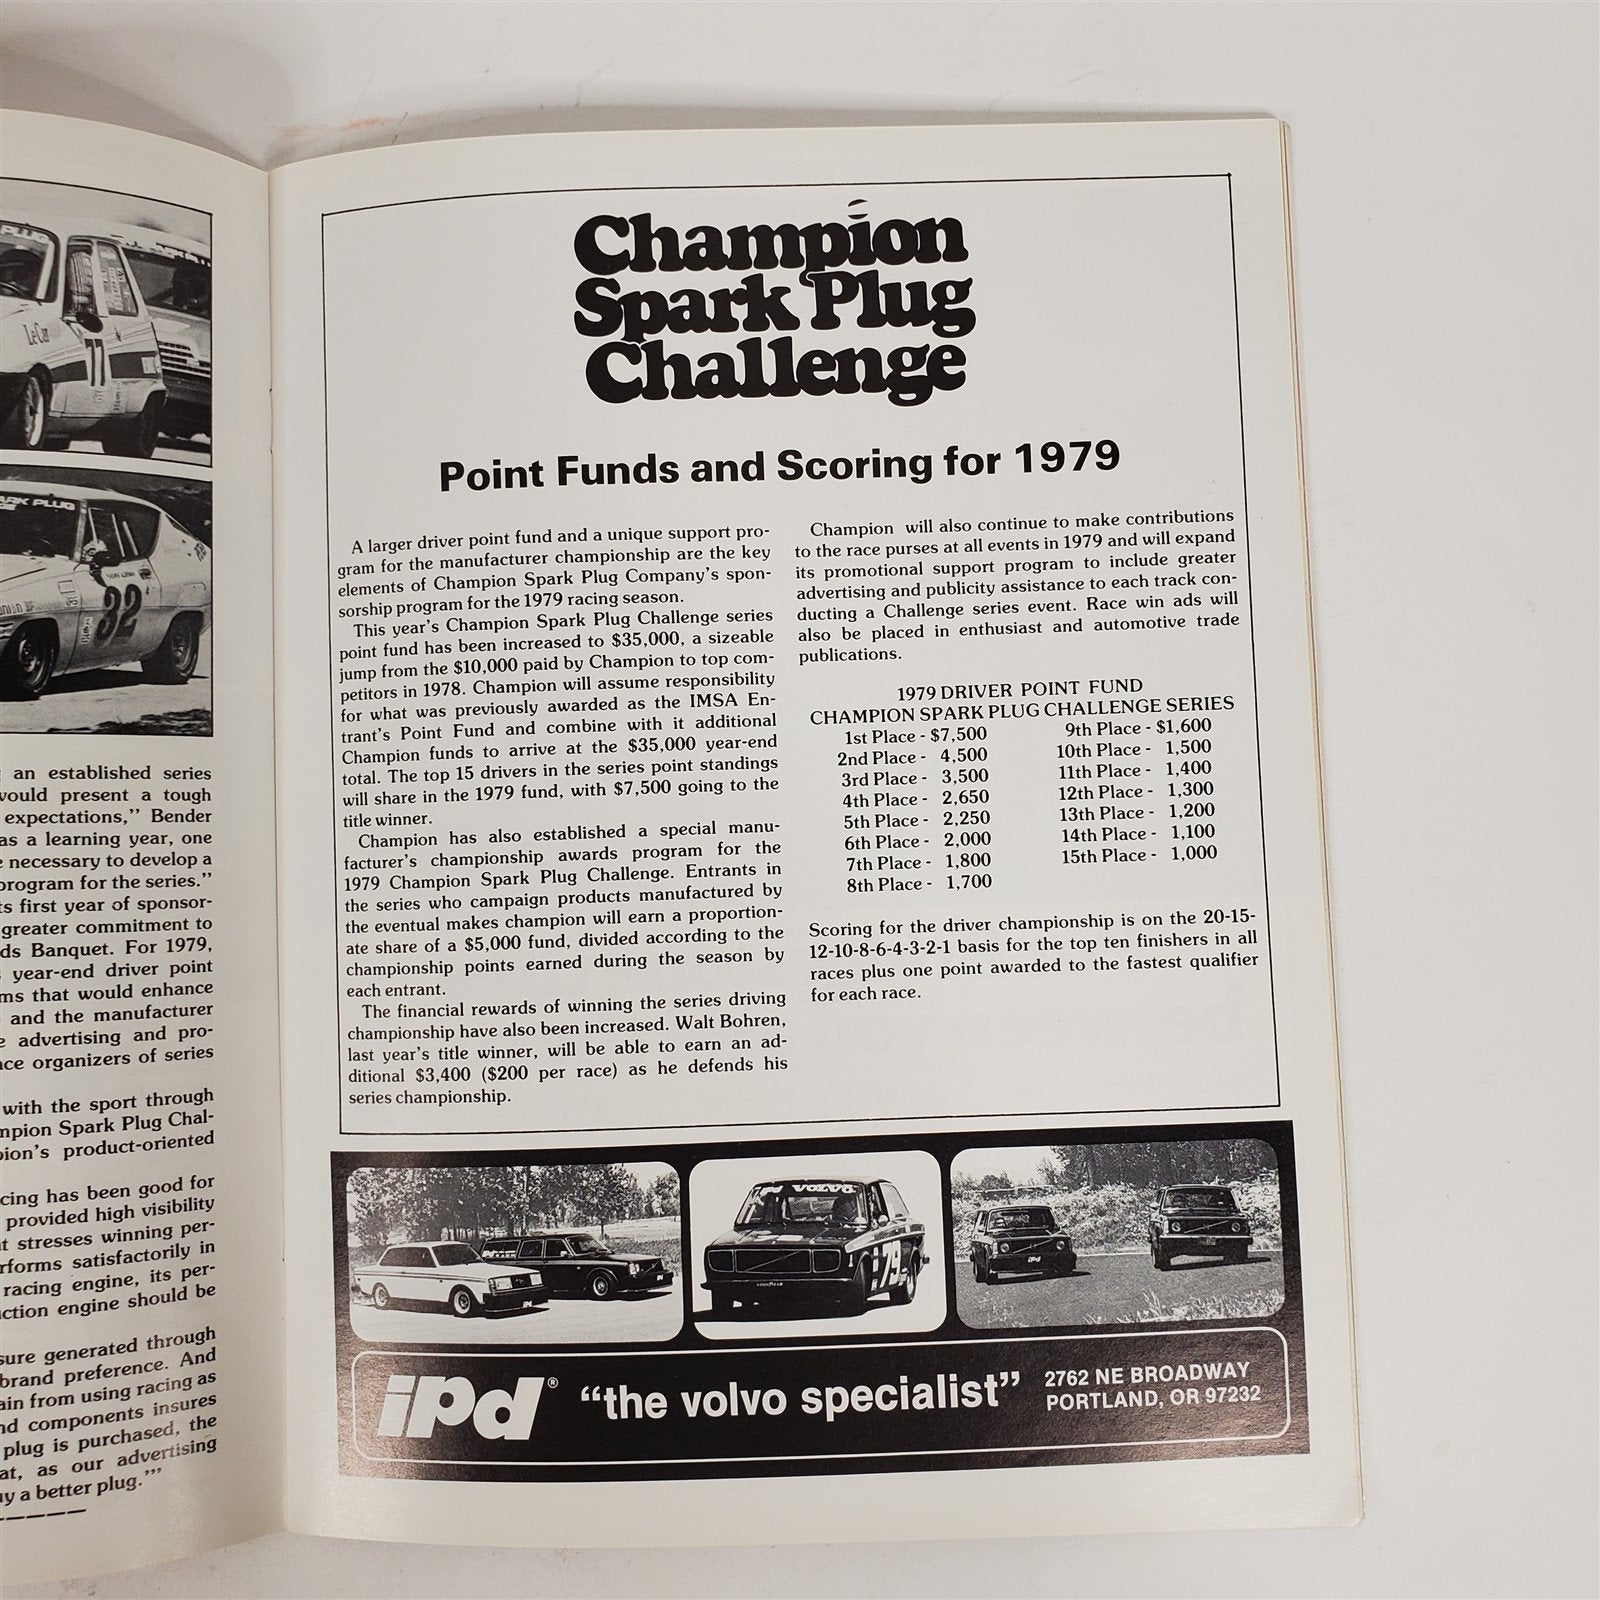 PLUG
Le Car
77
ARK PLUG
32
an established series
would present a tough
expectations," Bender
as a learning year, one
necessary to develop a
program for the series."
ts first year of sponsor-
greater commitment to
ds Banquet. For 1979,
year-end driver point
ms that would enhance
and the manufacturer
e advertising and pro-
nce organizers of series
with the sport through
mpion Spark Plug Chal-
pion's product-oriented
cing has been good for
provided high visibility
t stresses winning per-
rforms satisfactorily in
racing engine, its per-
uction engine should be
sure generated through
brand preference. And
ain from using racing as
nd components insures
plug is purchased, the
at, as our advertising
uy a better plug.'"
Champion
Spark Plug
Challenge
Point Funds and Scoring for 1979
A larger driver point fund and a unique support pro-
gram for the manufacturer championship are the key
elements of Champion Spark Plug Company's spon-
sorship program for the 1979 racing season.
This year's Champion Spark Plug Challenge series
point fund has been increased to $35,000, a sizeable
jump from the $10,000 paid by Champion to top com-
petitors in 1978. Champion will assume responsibility
for what was previously awarded as the IMSA En-
trant's Point Fund and combine with it additional
Champion funds to arrive at the $35,000 year-end
total. The top 15 drivers in the series point standings
will share in the 1979 fund, with $7,500 going to the
title winner.
Champion has also established a special manu-
facturer's championship awards program for the
1979 Champion Spark Plug Challenge. Entrants in
the series who campaign products manufactured by
the eventual makes champion will earn a proportion-
ate share of a $5,000 fund, divided according to the
championship points earned during the season by
each entrant.
The financial rewards of winning the series driving
championship have also been increased. Walt Bohren,
last year's title winner, will be able to earn an ad-
ditional $3,400 ($200 per race) as he defends his
series championship.
Champion will also continue to make contributions
to the race purses at all events in 1979 and will expand
its promotional support program to include greater
advertising and publicity assistance to each track con-
ducting a Challenge series event. Race win ads will
also be placed in enthusiast and automotive trade
publications.
1979 DRIVER POINT FUND
CHAMPION SPARK PLUG CHALLENGE SERIES
1st Place - $7,500
2nd Place - 4,500
3rd Place - 3,500
4th Place - 2,650
5th Place - 2,250
6th Place - 2,000
7th Place - 1,800
8th Place - 1,700
9th Place - $1,600
10th Place - 1,500
11th Place - 1,400
12th Place - 1,300
13th Place - 1,200
14th Place - 1,100
15th Place - 1,000
Scoring for the driver championship is on the 20-15-
12-10-8-6-4-3-2-1 basis for the top ten finishers in all
races plus one point awarded to the fastest qualifier
for each race.
VOLVO
79
GOODYEAR
ipd
ipd® "the volvo specialist"
2762 NE BROADWAY
PORTLAND, OR 97232